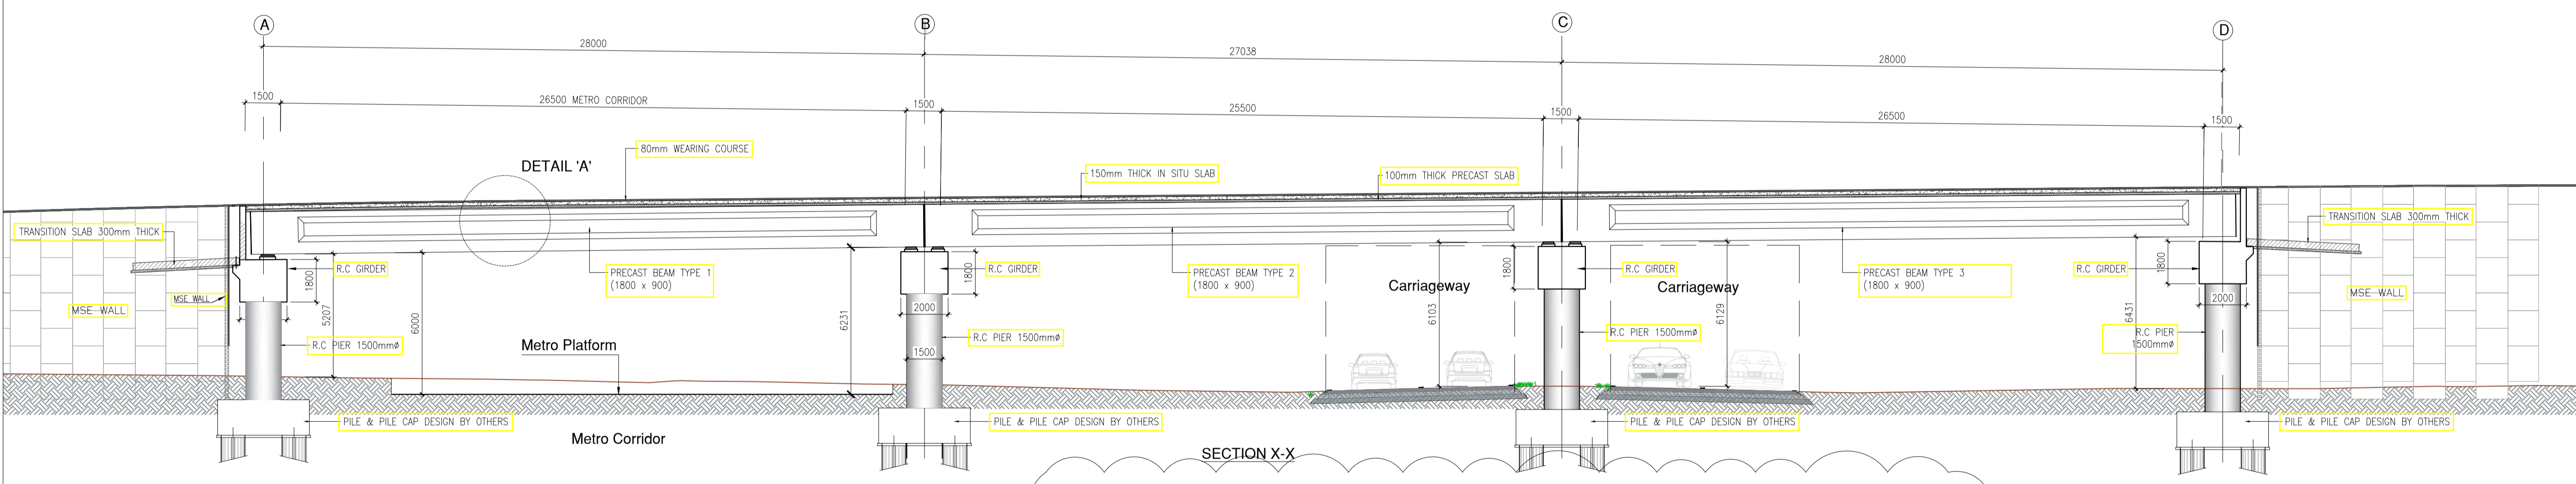 A
B
C
D
28000
27038
28000
1500
26500 METRO CORRIDOR
1500
25500
1500
26500
1500
80mm WEARING COURSE
DETAIL 'A'
150mm THICK IN SITU SLAB
100mm THICK PRECAST SLAB
TRANSITION SLAB 300mm THICK
TRANSITION SLAB 300mm THICK
R.C GIRDER
1800
PRECAST BEAM TYPE 1
(1800 x 900)
R.C GIRDER
1800
PRECAST BEAM TYPE 2
(1800 x 900)
1800
R.C GIRDER
PRECAST BEAM TYPE 3
(1800 x 900)
R.C GIRDER
1800
Carriageway
Carriageway
MSE WALL
MSE WALL
MSE WALL
2000
2000
5207
6000
6231
6103
6129
6431
R.C PIER 1500mmØ
Metro Platform
R.C PIER 1500mmØ
1500
R.C PIER 1500mmØ
R.C PIER
1500mmØ
PILE & PILE CAP DESIGN BY OTHERS
PILE & PILE CAP DESIGN BY OTHERS
PILE & PILE CAP DESIGN BY OTHERS
PILE & PILE CAP DESIGN BY OTHERS
Metro Corridor
SECTION X-X